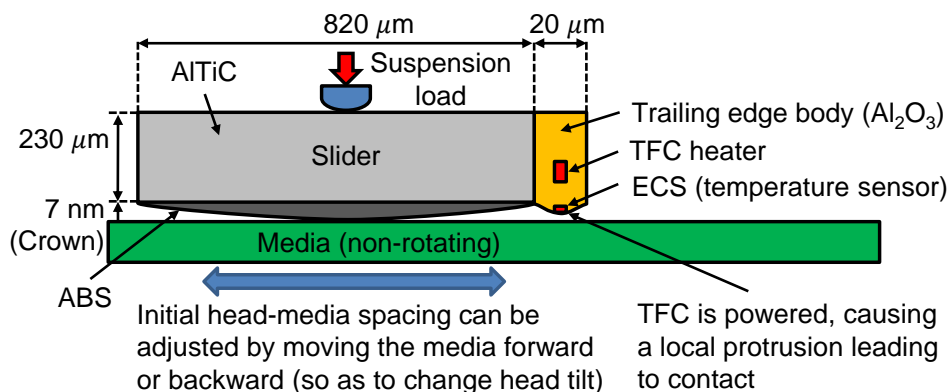 820 𝜇m
20 𝜇m
AlTiC
Suspension
load
230 𝜇m
Slider
Trailing edge body (Al₂O₃)
TFC heater
ECS (temperature sensor)
7 nm
(Crown)
Media (non-rotating)
ABS
Initial head-media spacing can be
adjusted by moving the media forward
or backward (so as to change head tilt)
TFC is powered, causing
a local protrusion leading
to contact